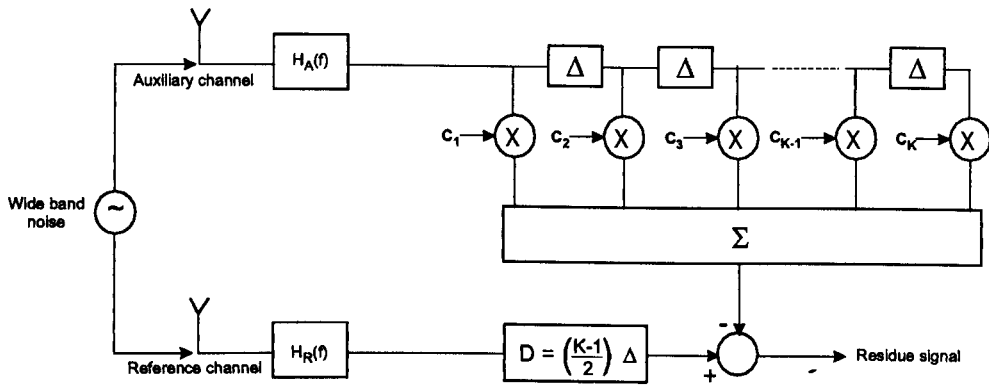 H_A(f)
Auxiliary channel
Δ
Δ
Δ
C_1
X
C_2
X
C_3
X
C_{K-1}
X
C_K
X
Wide band
noise
~
Σ
-
Reference channel
H_R(f)
D = (K-1/2) Δ
+
-
Residue signal